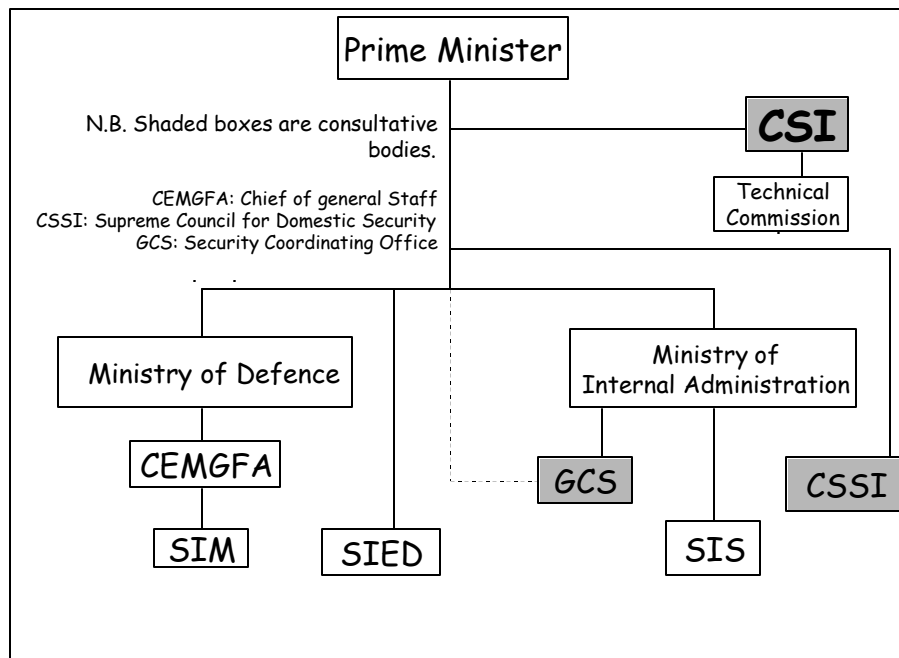 Prime Minister
N.B. Shaded boxes are consultative
bodies.
CSI
Technical
Commission
CEMGFA: Chief of general Staff
CSSI: Supreme Council for Domestic Security
GCS: Security Coordinating Office
Ministry of Defence
Ministry of
Internal Administration
CEMGFA
GCS
CSSI
SIM
SIED
SIS